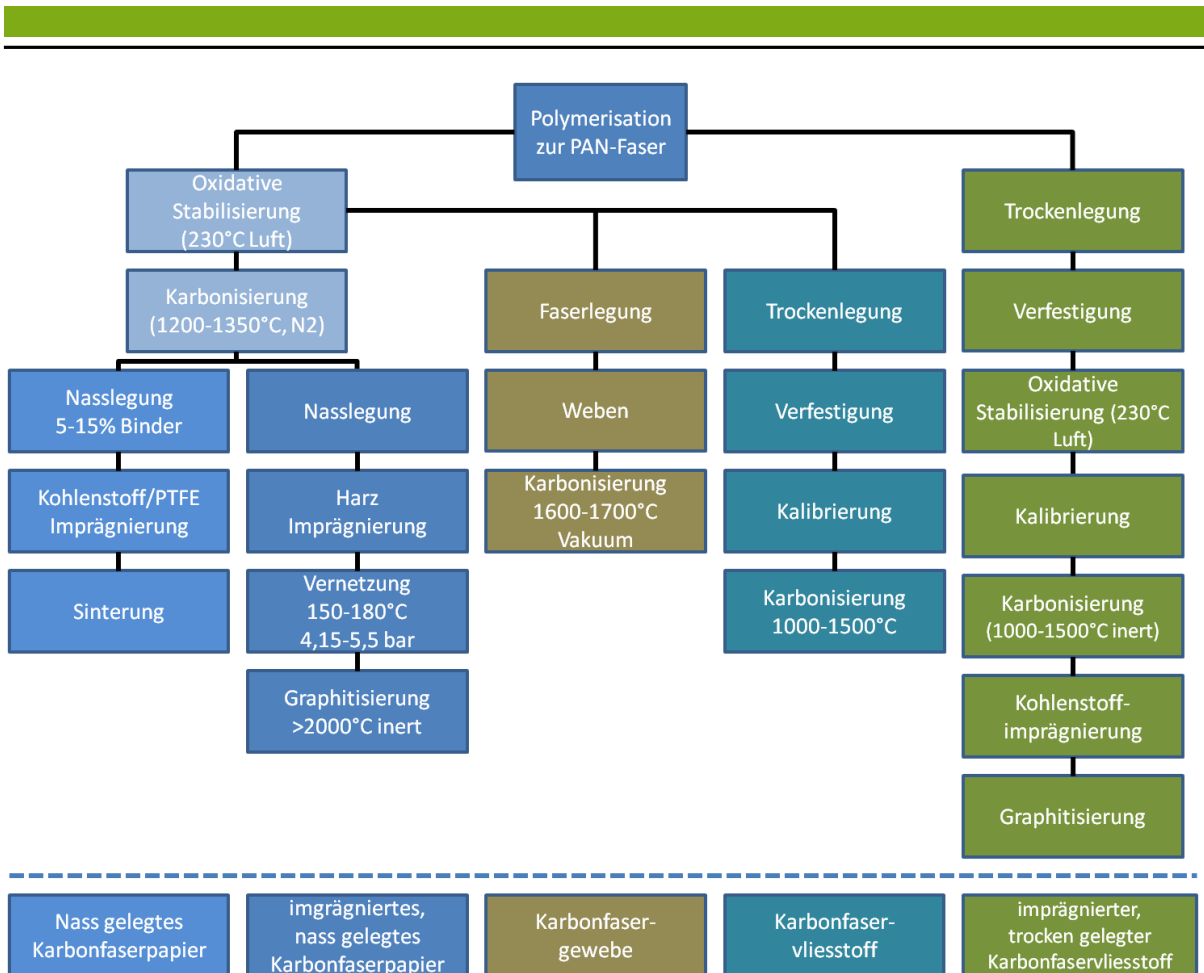 Polymerisation
zur PAN-Faser
Oxidative
Stabilisierung
(230°C Luft)
Trockenlegung
Karbonisierung
(1200-1350°C, N2)
Faserlegung
Trockenlegung
Verfestigung
Nasslegung
5-15% Binder
Nasslegung
Weben
Verfestigung
Oxidative
Stabilisierung (230°C
Luft)
Kohlenstoff/PTFE
Imprägnierung
Harz
Imprägnierung
Karbonisierung
1600-1700°C
Vakuum
Kalibrierung
Kalibrierung
Sinterung
Vernetzung
150-180°C
4,15-5,5 bar
Karbonisierung
1000-1500°C
Karbonisierung
(1000-1500°C inert)
Graphitisierung
>2000°C inert
Kohlenstoff-
imprägnierung
Graphitisierung
Nass gelegtes
Karbonfaserpapier
imgrägniertes,
nass gelegtes
Karbonfaserpapier
Karbonfaser-
gewebe
Karbonfaser-
vliesstoff
imprägnierter,
trocken gelegter
Karbonfaservliesstoff